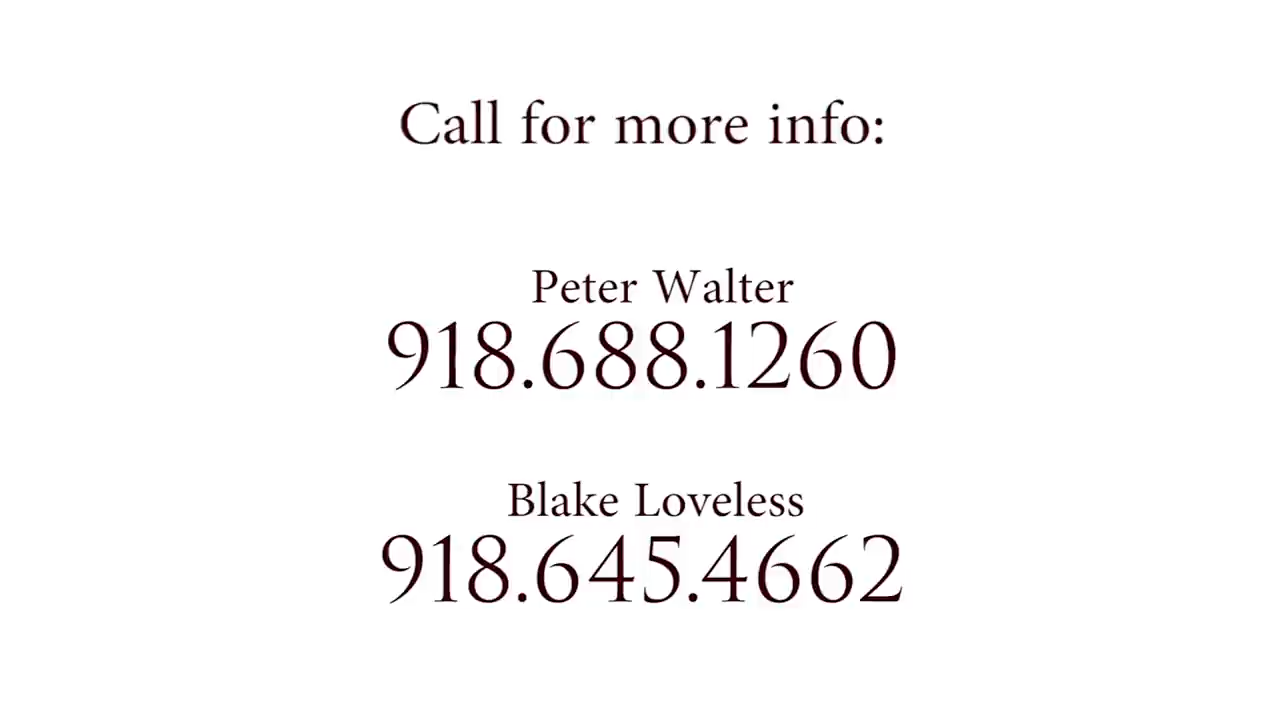 Call for more info:
Peter Walter
918.688.1260
Blake Loveless
918.645.4662